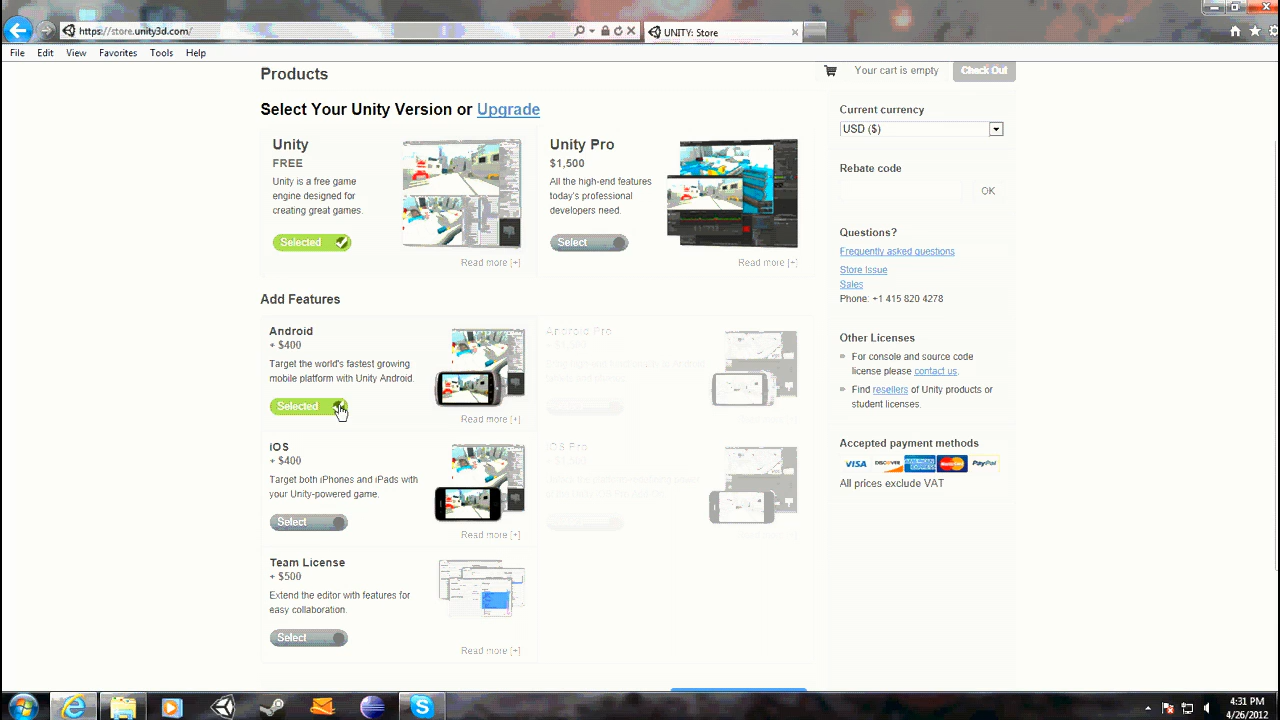 https://store.unity3d.com/
UNITY: Store
File Edit View Favorites Tools Help
Products
Your cart is empty
Check Out
Select Your Unity Version or Upgrade
Unity
FREE
Unity is a free game
engine designed for
creating great games.
Selected
Read more [+]
Unity Pro
$1,500
All the high-end features
today's professional
developers need.
Select
Read more [+]
Add Features
Android
+ $400
Target the world's fastest growing
mobile platform with Unity Android.
Selected
Read more [+]
Android Pro
iOS
+ $400
Target both iPhones and iPads with
your Unity-powered game.
Select
Read more [+]
iOS Pro
Team License
+ $500
Extend the editor with features for
easy collaboration.
Select
Read more [+]
Current currency
USD ($)
Rebate code
OK
Questions?
Frequently asked questions
Store Issue
Sales
Phone: +1 415 820 4278
Other Licenses
For console and source code
license please contact us.
Find resellers of Unity products or
student licenses.
Accepted payment methods
VISA DISCOVER AMERICAN EXPRESS MasterCard PayPal
All prices exclude VAT
4:31 PM
4/26/2012